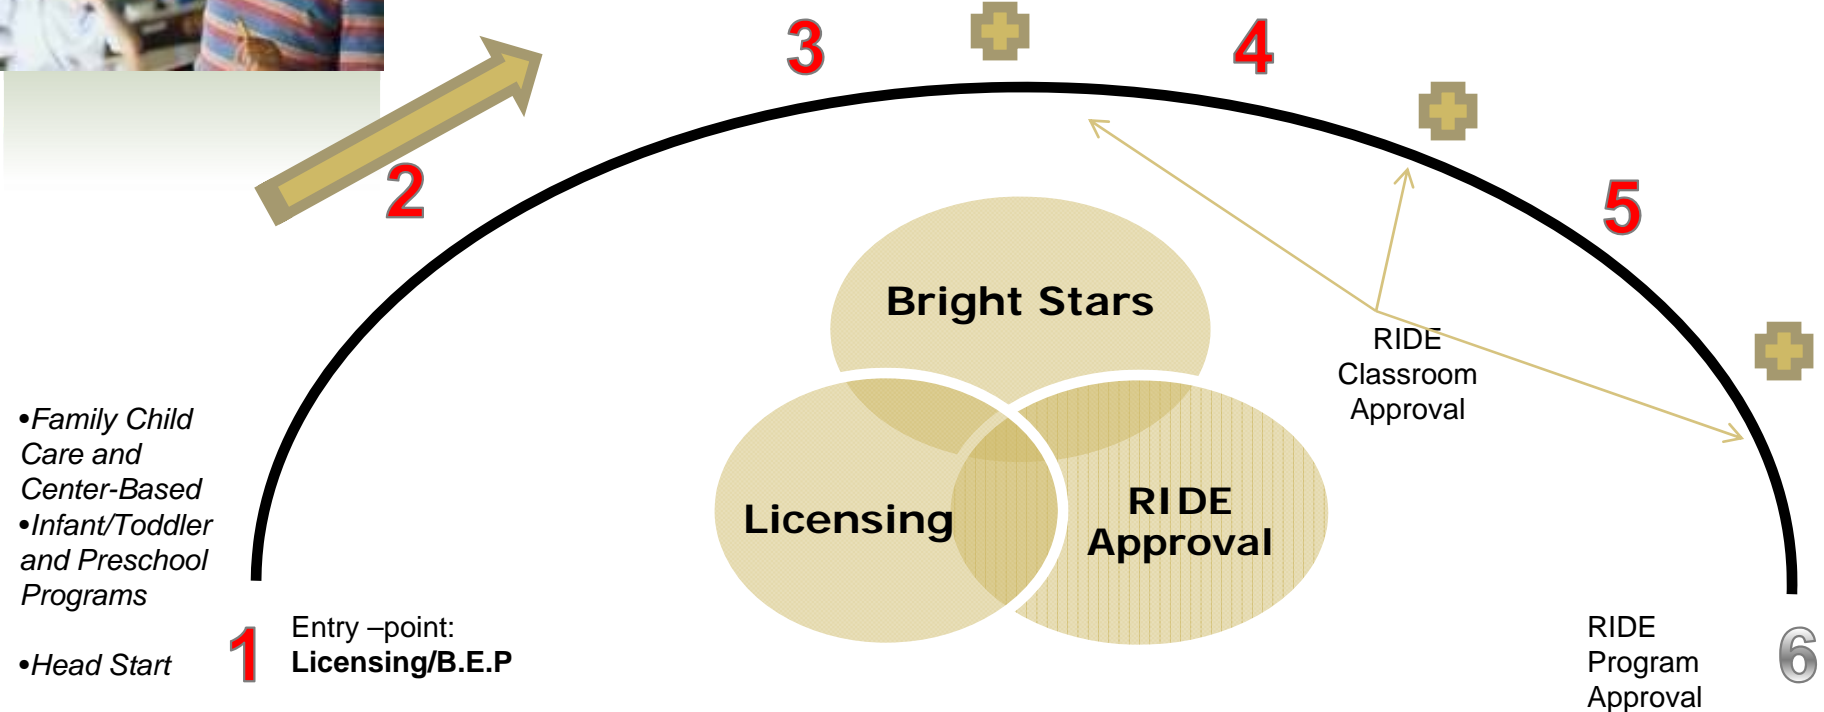 3
4
2
5
Bright Stars
RIDE
Classroom
Approval
•Family Child
Care and
Center-Based
•Infant/Toddler
and Preschool
Programs
•Head Start
Licensing
RIDE
Approval
1
Entry –point:
Licensing/B.E.P
RIDE
Program
Approval
6